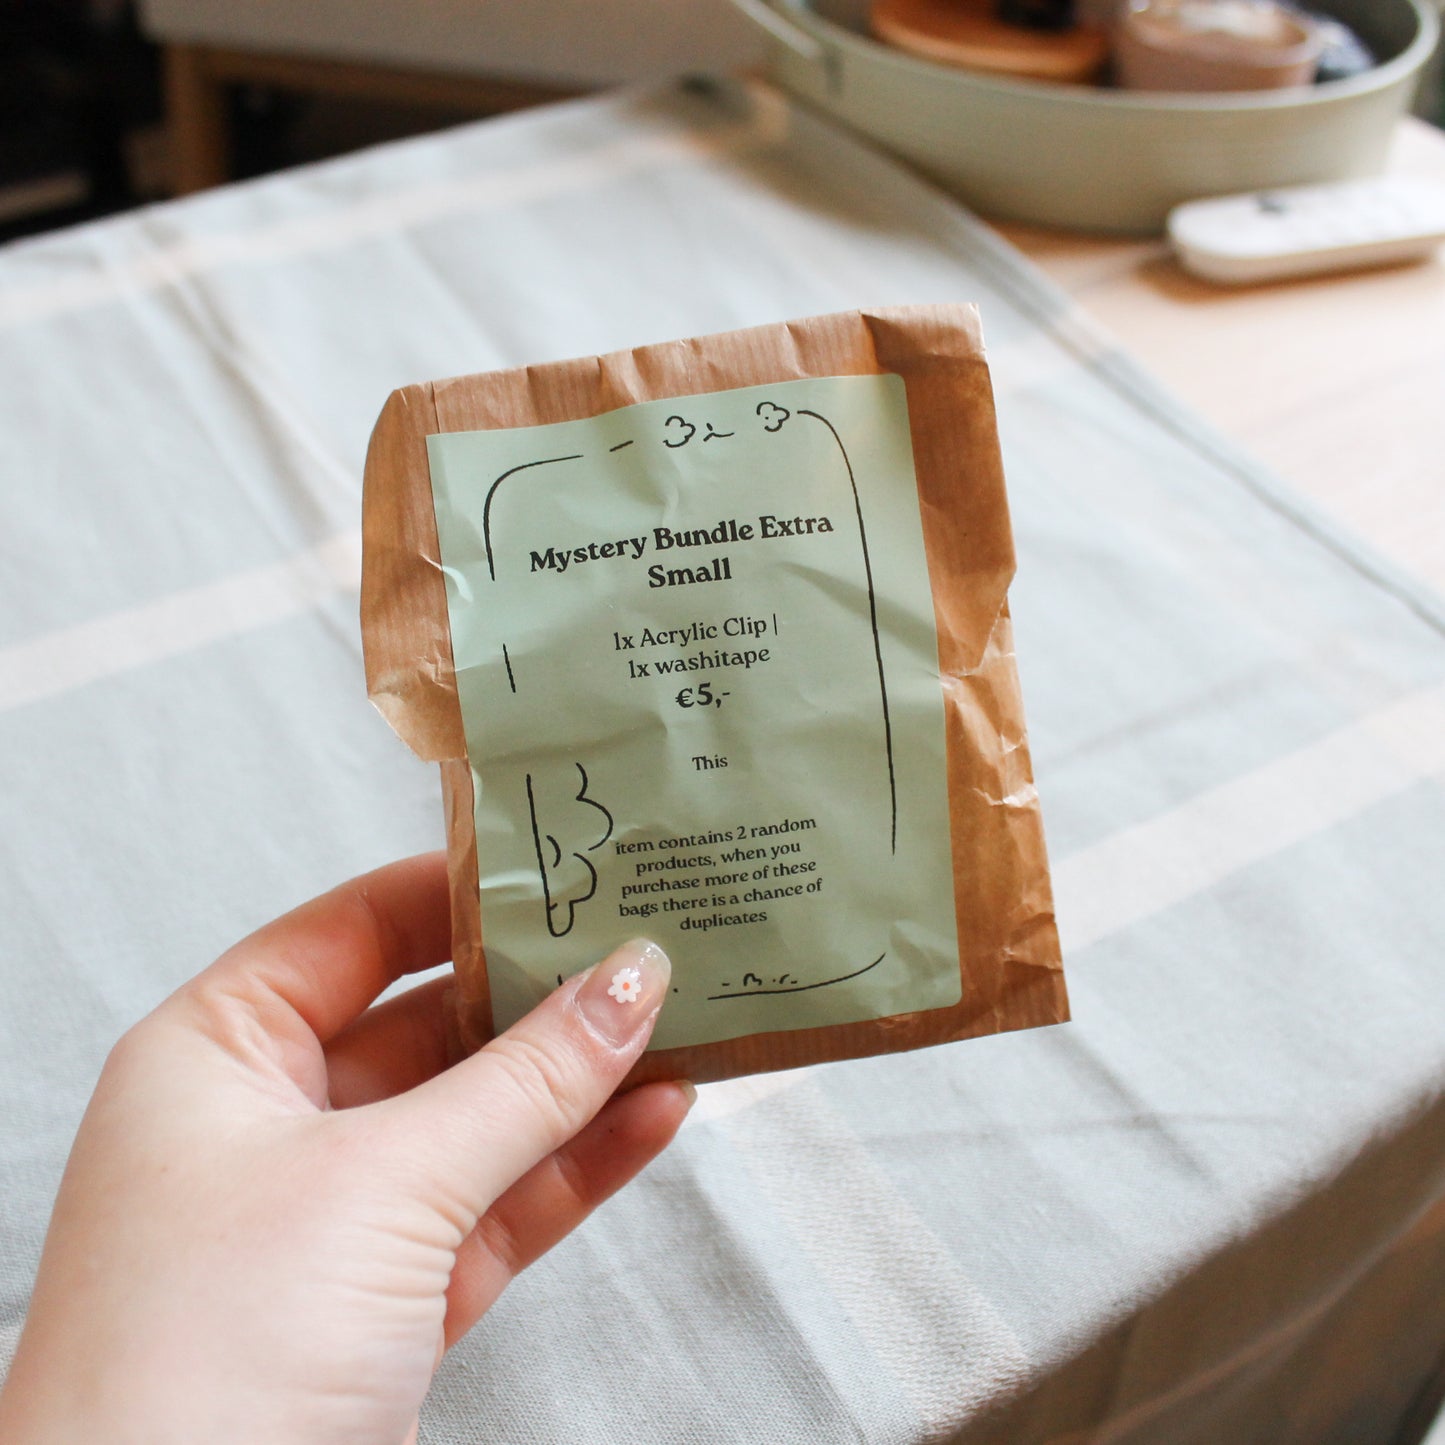 Mystery Bundle Extra
Small
1x Acrylic Clip |
1x washitape
€5,-
This
item contains 2 random
products, when you
purchase more of these
bags there is a chance of
duplicates